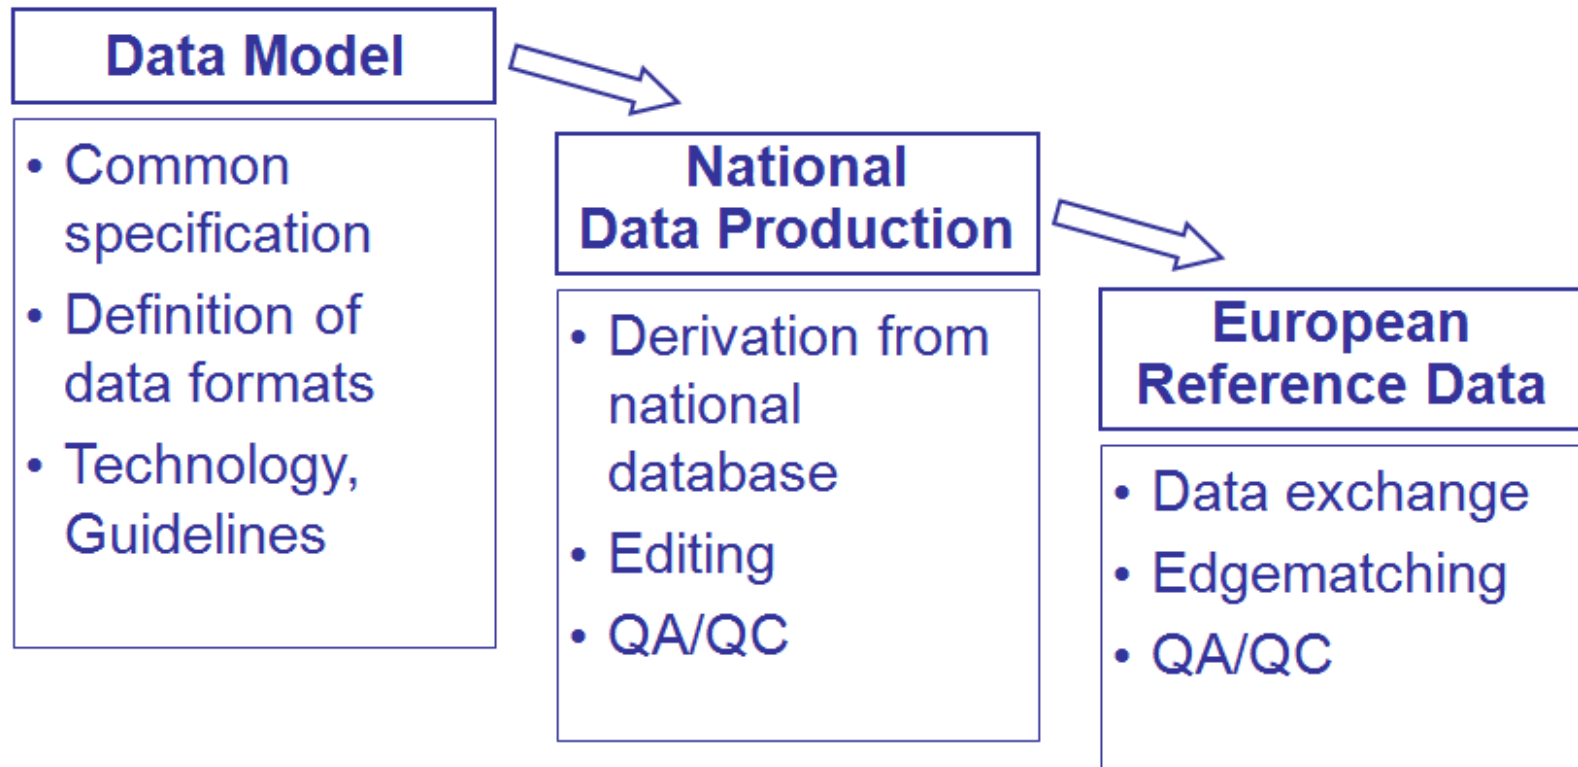 Data Model
• Common
specification
• Definition of
data formats
• Technology,
Guidelines
National
Data Production
• Derivation from
national
database
• Editing
• QA/QC
European
Reference Data
• Data exchange
• Edgematching
• QA/QC